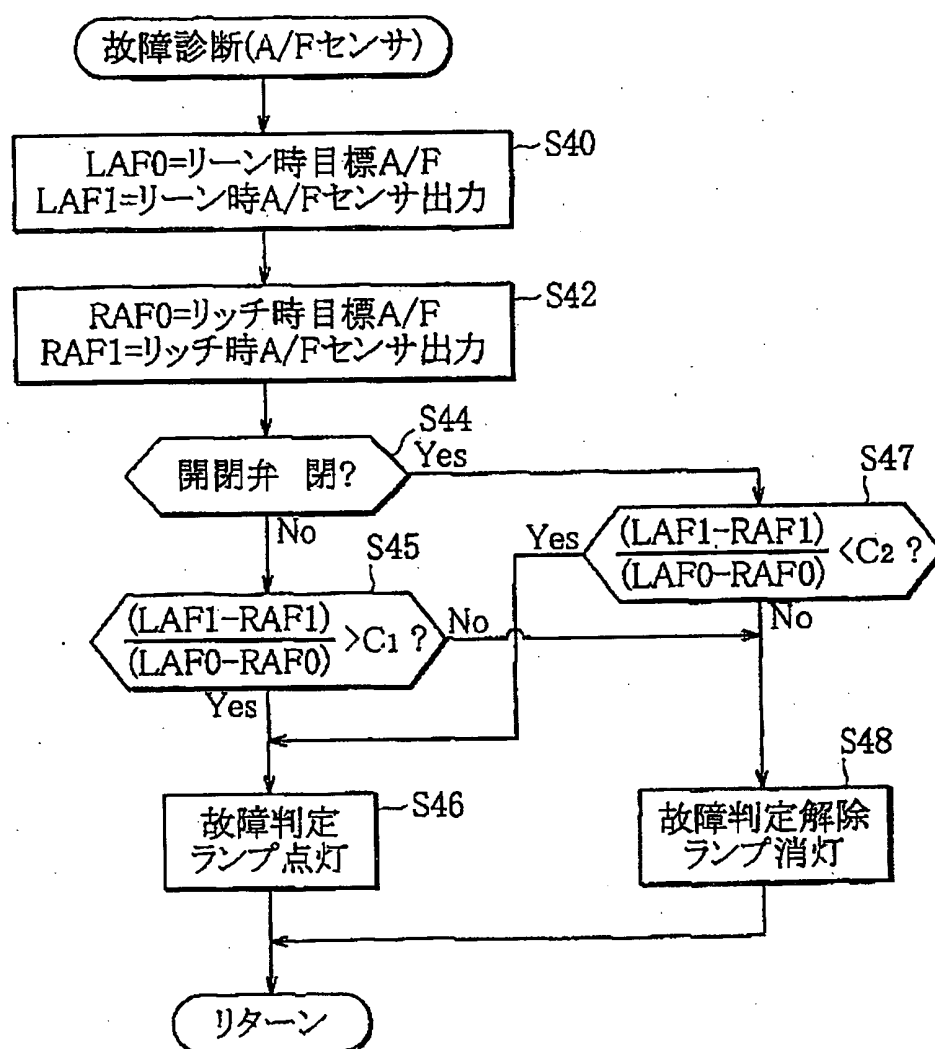 故障診断(A/Fセンサ)
S40
LAF0=リーン時目標A/F
LAF1=リーン時A/Fセンサ出力
S42
RAF0=リッチ時目標A/F
RAF1=リッチ時A/Fセンサ出力
S44
開閉弁 閉?
Yes
No
S47
(LAF1-RAF1)
(LAF0-RAF0)
<C2 ?
Yes
No
S45
(LAF1-RAF1)
(LAF0-RAF0)
>C1 ?
No
Yes
S46
故障判定
ランプ点灯
S48
故障判定解除
ランプ消灯
リターン